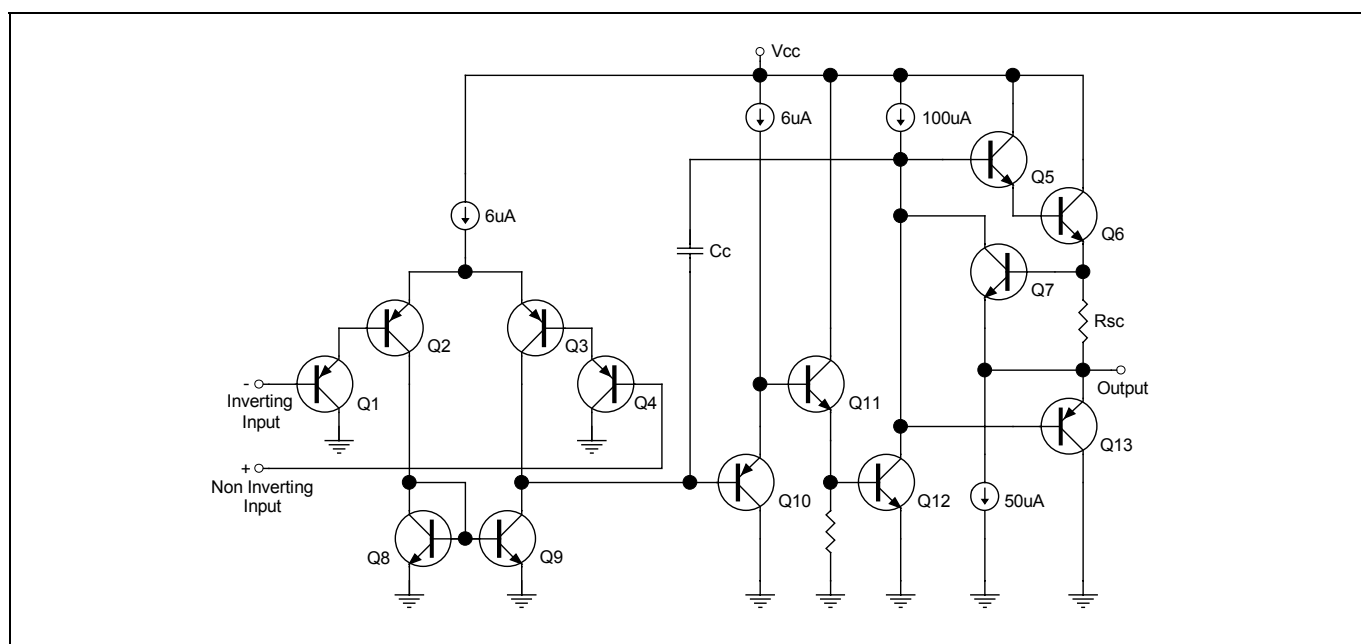 Vcc
6uA
100uA
Q5
6uA
Q6
Cc
Q7
Q2
Q3
Rsc
-
Inverting
Input
Q1
Q4
Q11
Output
Q13
+
Non Inverting
Input
Q10
Q12
50uA
Q8
Q9